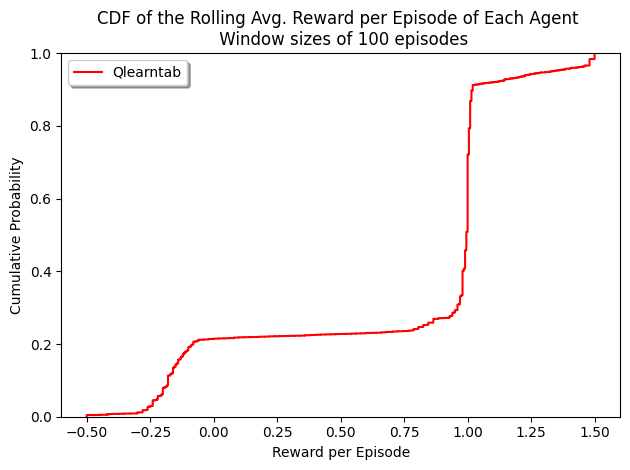 CDF of the Rolling Avg. Reward per Episode of Each Agent
Window sizes of 100 episodes
Qlearntab
Cumulative Probability
1.0
0.8
0.6
0.4
0.2
0.0
−0.50 −0.25 0.00 0.25 0.50 0.75 1.00 1.25 1.50
Reward per Episode